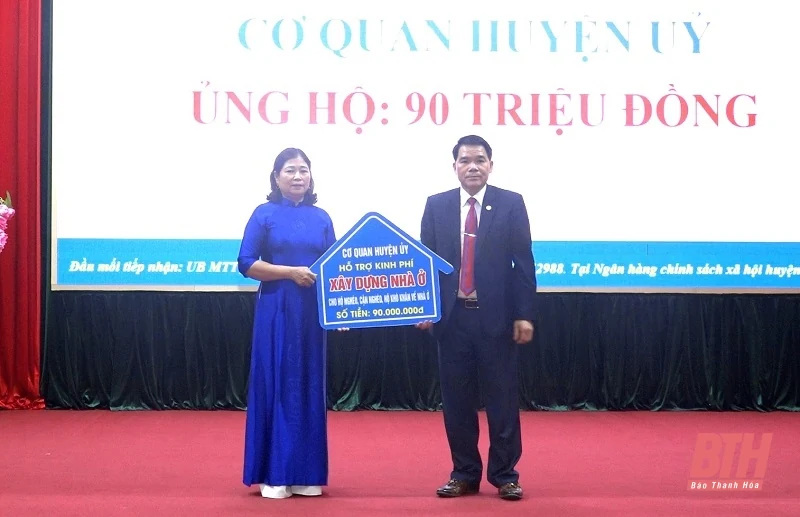 CƠ QUAN HUYỆN UỶ
ỦNG HỘ: 90 TRIỆU ĐỒNG
Đầu mối tiếp nhận: UB MTT
2988. Tại Ngân hàng chính sách xã hội huyện
CƠ QUAN HUYỆN ỦY
HỖ TRỢ KINH PHÍ
XÂY DỰNG NHÀ Ở
CHO HỘ NGHÈO, CẬN NGHÈO, HỘ KHÓ KHĂN VỀ NHÀ Ở
SỐ TIỀN: 90.000.000đ
BTH
Báo Thanh Hóa